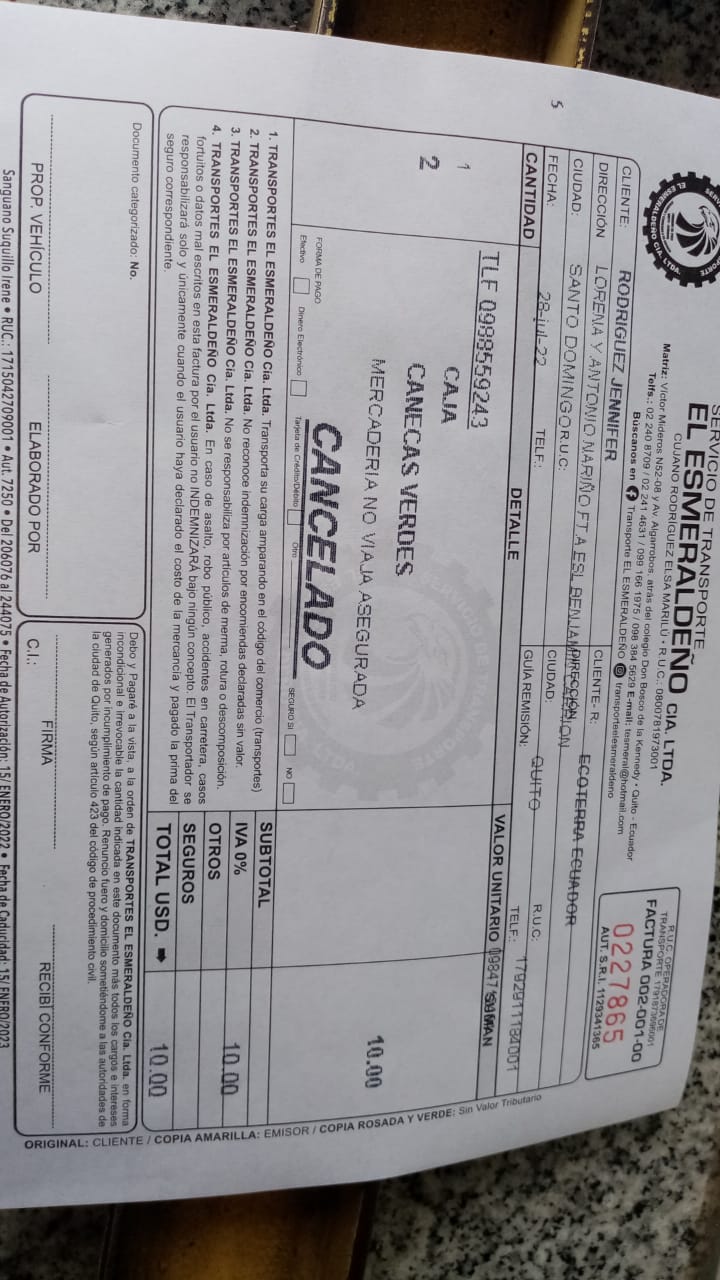 SERVICIO DE TRANSPORTE
EL ESMERALDEÑO CIA. LTDA.
CUJANO RODRÍGUEZ ELSA MARILÚ • R.U.C.: 0800781973001
Matriz: Víctor Mideros N52-08 y Av. Algarrobos, atrás del colegio Don Bosco de la Kennedy • Quito - Ecuador
Telfs.: 02 240 8709 / 02 241 4631 / 099 166 1975 / 098 384 5629 E-mail: tesmeral@hotmail.com
Búscanos en Transporte EL ESMERALDEÑO transporteelesmeraldeno
R.U.C. OPERADORA DE
TRANSPORTE 1791873696001
FACTURA 002-001-00
0227865
AUT. S.R.I. 1129341365
CLIENTE: RODRIGUEZ JENNIFER CLIENTE- R: ECOTERRA ECUADOR
DIRECCIÓN LORENA Y ANTONIO NARIÑO FT A ESL BENJAMIN CARRION DIRECCIÓN:
CIUDAD: SANTO DOMINGO R.U.C: CIUDAD: QUITO R.U.C: 1792911184001
5
FECHA: 28-jul-22 TELF.: GUÍA REMISIÓN: TELF.:
CANTIDAD DETALLE VALOR UNITARIO
TLF 0988559243
1 CAJA
2 CANECAS VERDES
MERCADERIA NO VIAJA ASEGURADA 10.00
CANCELADO
FORMA DE PAGO
Efectivo Dinero Electrónico Tarjeta de Crédito/Débito Otro SEGURO SI NO
1. TRANSPORTES EL ESMERALDEÑO Cía. Ltda. Transporta su carga amparando en el código del comercio (transportes)
2. TRANSPORTES EL ESMERALDEÑO Cía. Ltda. No reconoce indemnización por encomiendas declaradas sin valor.
3. TRANSPORTES EL ESMERALDEÑO Cía. Ltda. No se responsabiliza por artículos de merma, rotura o descomposición.
4. TRANSPORTES EL ESMERALDEÑO Cía. Ltda. En caso de asalto, robo público, accidentes en carretera, casos
fortuitos o datos mal escritos en esta factura por el usuario no INDEMNIZARÁ bajo ningún concepto. El Transportador se
responsabilizará solo y únicamente cuando el usuario haya declarado el costo de la mercancía y pagado la prima del
seguro correspondiente.
SUBTOTAL
IVA 0% 10.00
OTROS
SEGUROS
TOTAL USD. 10.00
Documento categorizado: No.
Debo y Pagaré a la vista, a la orden de TRANSPORTES EL ESMERALDEÑO Cía. Ltda. en forma
incondicional e irrevocable la cantidad indicada en este documento más todos los cargos e intereses
generados por incumplimiento de pago. Renuncio fuero y domicilio sometiéndome a las autoridades de
la ciudad de Quito, según artículo 423 del código de procedimiento civil.
PROP. VEHÍCULO ELABORADO POR FIRMA RECIBÍ CONFORME
C.I.:
Sanguano Suquillo Irene • RUC.: 1715042709001 • Aut. 7250 • Del 206076 al 244075 • Fecha de Autorización: 15/ ENERO/2022 • Fecha de Caducidad: 15/ ENERO/2023
ORIGINAL: CLIENTE / COPIA AMARILLA: EMISOR / COPIA ROSADA Y VERDE: Sin Valor Tributario